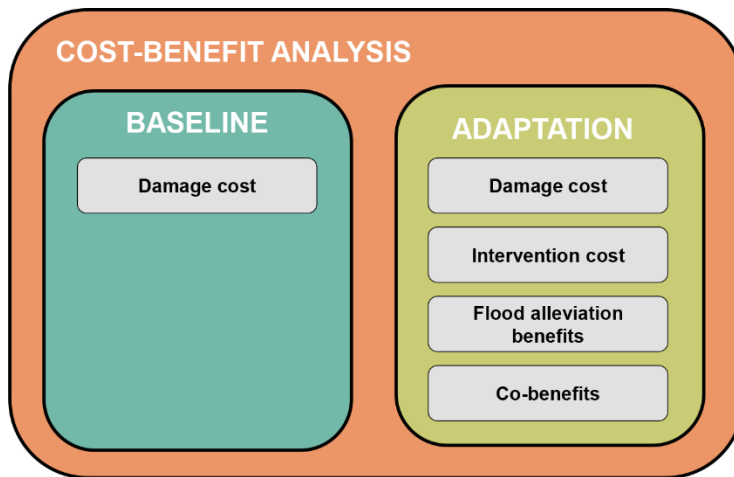 COST-BENEFIT ANALYSIS
BASELINE
Damage cost
ADAPTATION
Damage cost
Intervention cost
Flood alleviation
benefits
Co-benefits